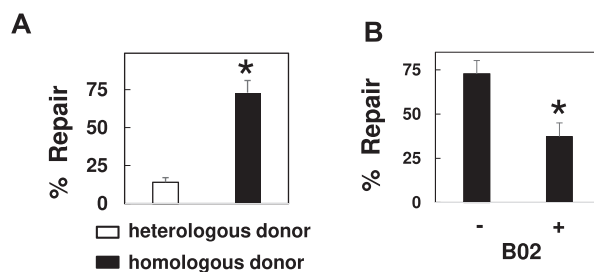 A
% Repair
75
50
25
0
*
heterologous donor
homologous donor
B
% Repair
75
50
25
0
*
- +
B02